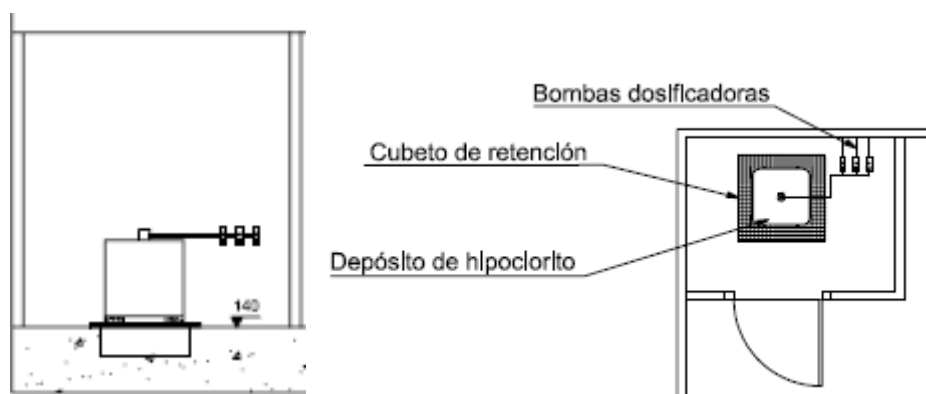 Bombas dosificadoras
Cubeto de retención
Depósito de hipoclorito
140